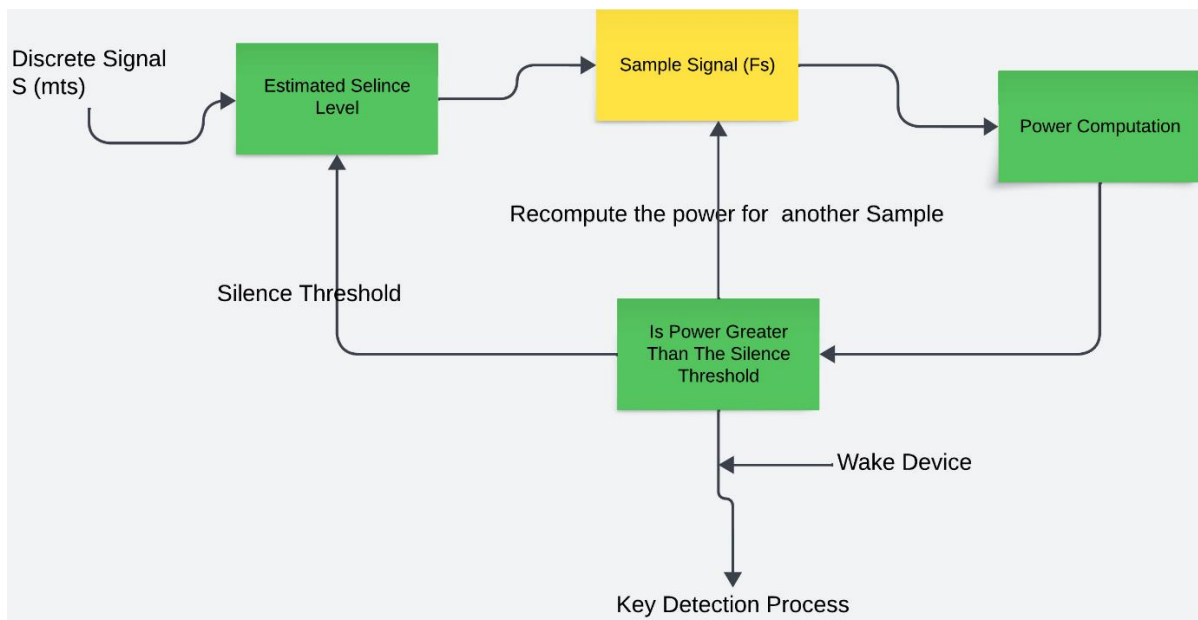 Discrete Signal
S (mts)
Estimated Selince
Level
Sample Signal (Fs)
Power Computation
Recompute the power for  another Sample
Silence Threshold
Is Power Greater
Than The Silence
Threshold
Wake Device
Key Detection Process